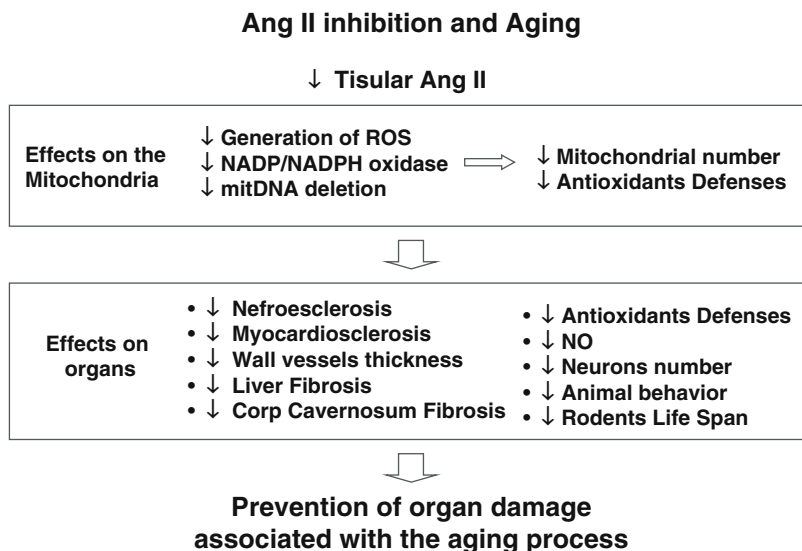 Ang II inhibition and Aging
↓ Tisular Ang II
Effects on the
Mitochondria
↓ Generation of ROS
↓ NADP/NADPH oxidase
↓ mitDNA deletion
↓ Mitochondrial number
↓ Antioxidants Defenses
Effects on
organs
• ↓ Nefroesclerosis
• ↓ Myocardiosclerosis
• ↓ Wall vessels thickness
• ↓ Liver Fibrosis
• ↓ Corp Cavernosum Fibrosis
• ↓ Antioxidants Defenses
• ↓ NO
• ↓ Neurons number
• ↓ Animal behavior
• ↓ Rodents Life Span
Prevention of organ damage
associated with the aging process